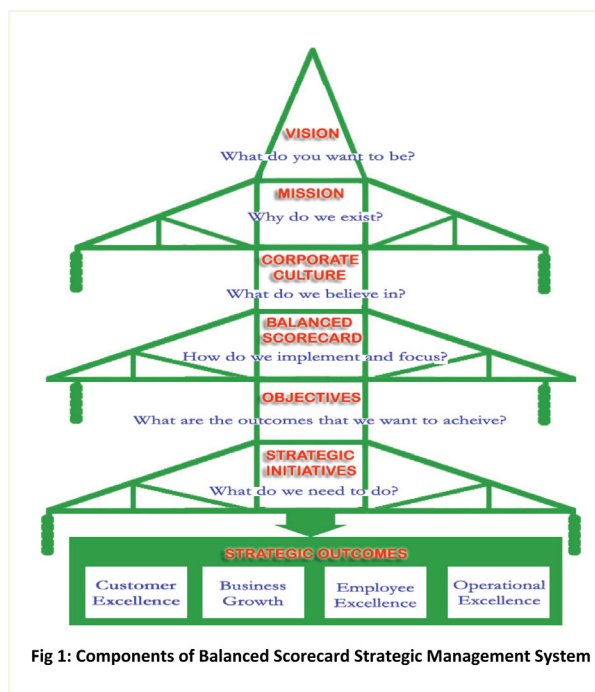 VISION
What do you want to be?
MISSION
Why do we exist?
CORPORATE
CULTURE
What do we believe in?
BALANCED
SCORECARD
How do we implement and focus?
OBJECTIVES
What are the outcomes that we want to acheive?
STRATEGIC
INITIATIVES
What do we need to do?
STRATEGIC OUTCOMES
Customer
Excellence
Business
Growth
Employee
Excellence
Operational
Excellence
Fig 1: Components of Balanced Scorecard Strategic Management System